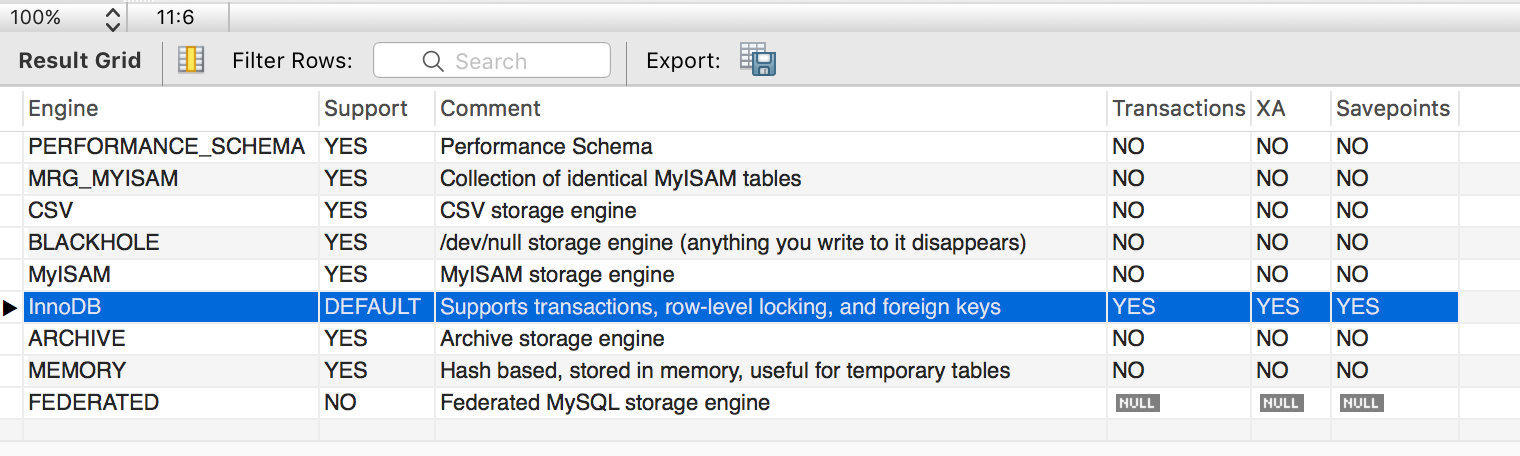 100% 11:6
Result Grid Filter Rows: Search Export:
Engine Support Comment Transactions XA Savepoints
PERFORMANCE_SCHEMA YES Performance Schema NO NO NO
MRG_MYISAM YES Collection of identical MyISAM tables NO NO NO
CSV YES CSV storage engine NO NO NO
BLACKHOLE YES /dev/null storage engine (anything you write to it disappears) NO NO NO
MyISAM YES MyISAM storage engine NO NO NO
InnoDB DEFAULT Supports transactions, row-level locking, and foreign keys YES YES YES
ARCHIVE YES Archive storage engine NO NO NO
MEMORY YES Hash based, stored in memory, useful for temporary tables NO NO NO
FEDERATED NO Federated MySQL storage engine NULL NULL NULL